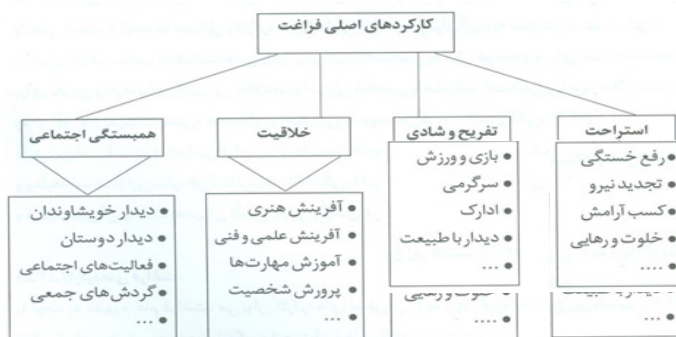 کارکردهای اصلی فراغت
استراحت
• رفع خستگی
• تجدید نیرو
• کسب آرامش
• خلوت و رهایی
• ....
تفریح و شادی
• بازی و ورزش
• سرگرمی
• ادارک
• دیدار با طبیعت
• ...
• ....
خلاقیت
• آفرینش هنری
• آفرینش علمی و فنی
• آموزش مهارت‌ها
• پرورش شخصیت
• ...
همبستگی اجتماعی
• دیدار خویشاوندان
• دیدار دوستان
• فعالیت‌های اجتماعی
• گردش‌های جمعی
• ...